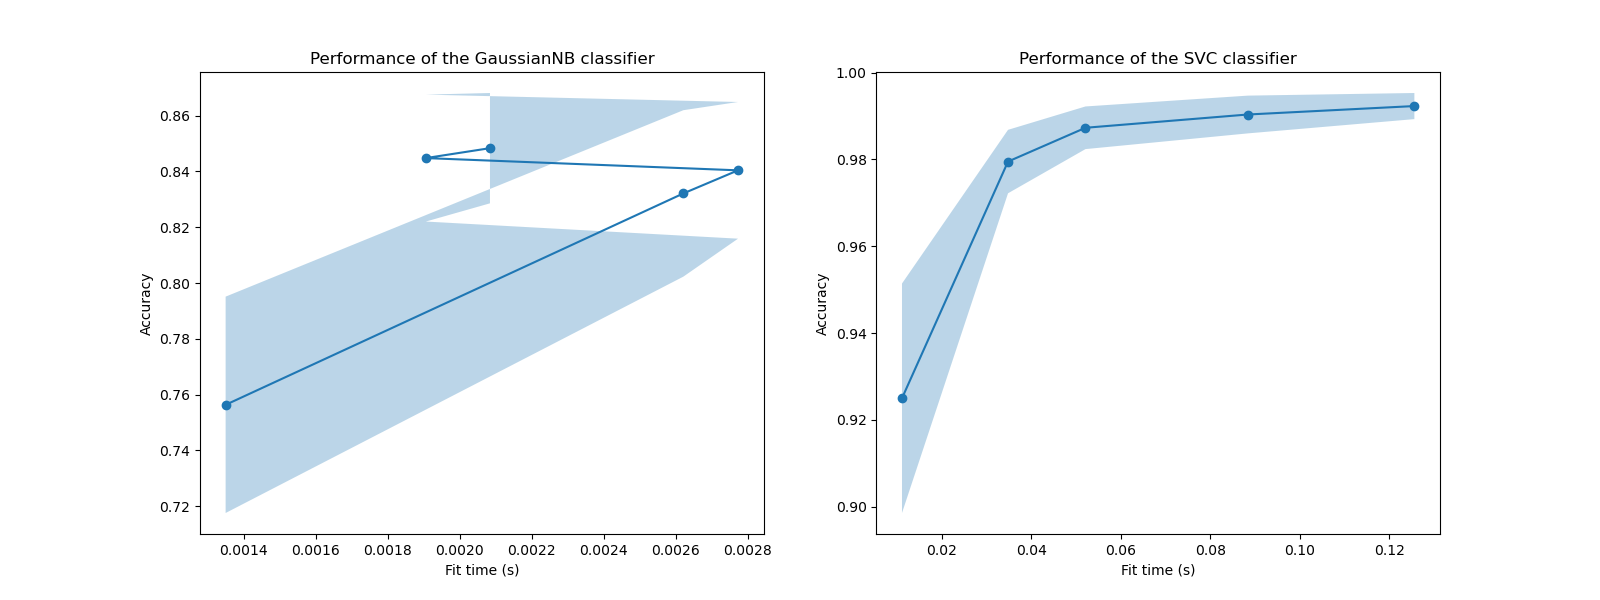 Performance of the GaussianNB classifier
Accuracy
0.86
0.84
0.82
0.80
0.78
0.76
0.74
0.72
0.0014 0.0016 0.0018 0.0020 0.0022 0.0024 0.0026 0.0028
Fit time (s)
Performance of the SVC classifier
Accuracy
1.00
0.98
0.96
0.94
0.92
0.90
0.02 0.04 0.06 0.08 0.10 0.12
Fit time (s)